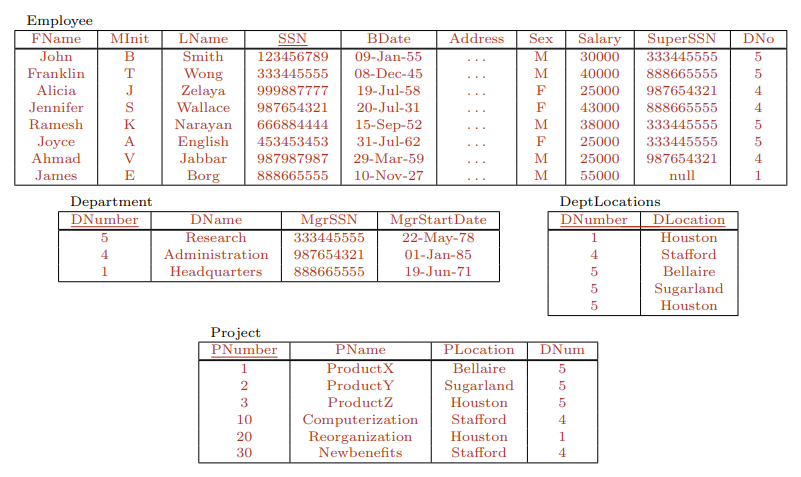 Employee
FName MInit LName SSN BDate Address Sex Salary SuperSSN DNo
John B Smith 123456789 09-Jan-55 ... M 30000 333445555 5
Franklin T Wong 333445555 08-Dec-45 ... M 40000 888665555 5
Alicia J Zelaya 999887777 19-Jul-58 ... F 25000 987654321 4
Jennifer S Wallace 987654321 20-Jul-31 ... F 43000 888665555 4
Ramesh K Narayan 666884444 15-Sep-52 ... M 38000 333445555 5
Joyce A English 453453453 31-Jul-62 ... F 25000 333445555 5
Ahmad V Jabbar 987987987 29-Mar-59 ... M 25000 987654321 4
James E Borg 888665555 10-Nov-27 ... M 55000 null 1
Department
DNumber DName MgrSSN MgrStartDate
5 Research 333445555 22-May-78
4 Administration 987654321 01-Jan-85
1 Headquarters 888665555 19-Jun-71
DeptLocations
DNumber DLocation
1 Houston
4 Stafford
5 Bellaire
5 Sugarland
5 Houston
Project
PNumber PName PLocation DNum
1 ProductX Bellaire 5
2 ProductY Sugarland 5
3 ProductZ Houston 5
10 Computerization Stafford 4
20 Reorganization Houston 1
30 Newbenefits Stafford 4